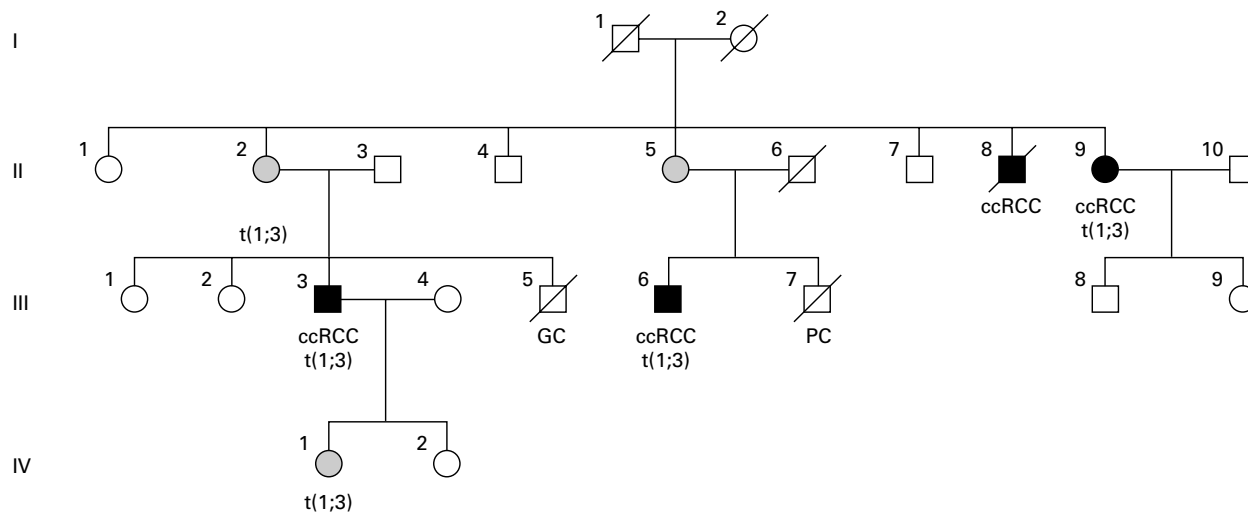 I
1 2
II
1 2 3 4 5 6 7 8 9 10
ccRCC ccRCC
t(1;3) t(1;3)
III
1 2 3 4 5 6 7 8 9
ccRCC GC ccRCC PC
t(1;3) t(1;3)
IV
1 2
t(1;3)